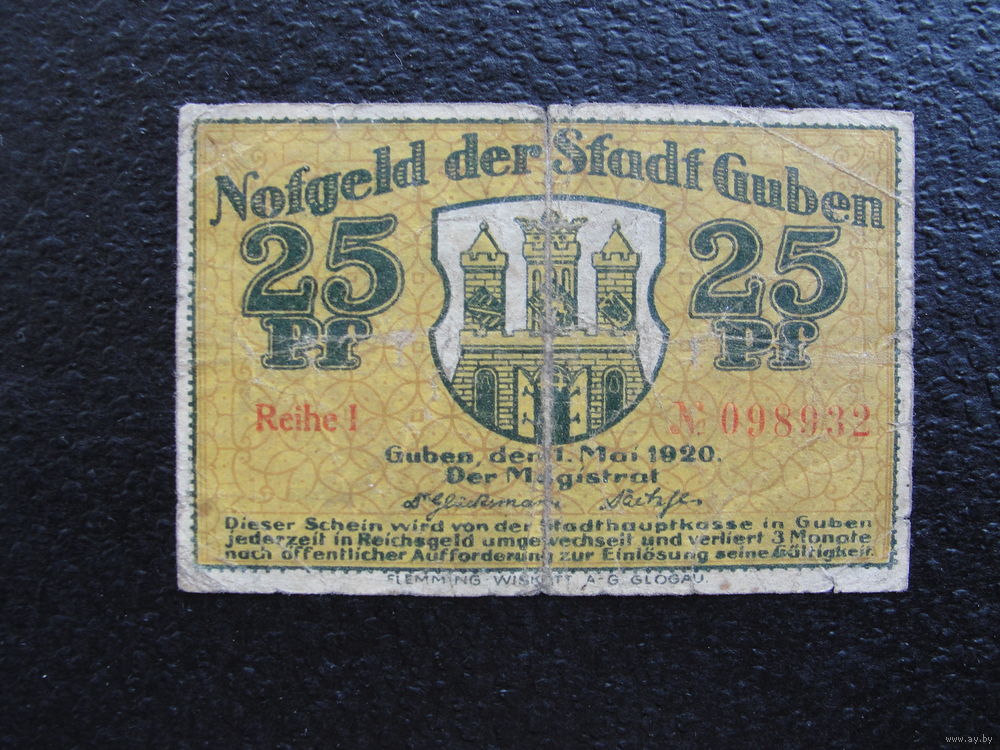 Notgeld der Stadt Guben
25 Pf
25 Pf
Reihe I
№ 098932
Guben, den 1. Mai 1920.
Der Magistrat
Dieser Schein wird von der Stadthauptkasse in Guben
jederzeit in Reichsgeld umgewechselt und verliert 3 Monate
nach öffentlicher Aufforderung zur Einlösung seine Gültigkeit.
FLEMMING WISKOTT A-G. GLOGAU.
www.ay.by